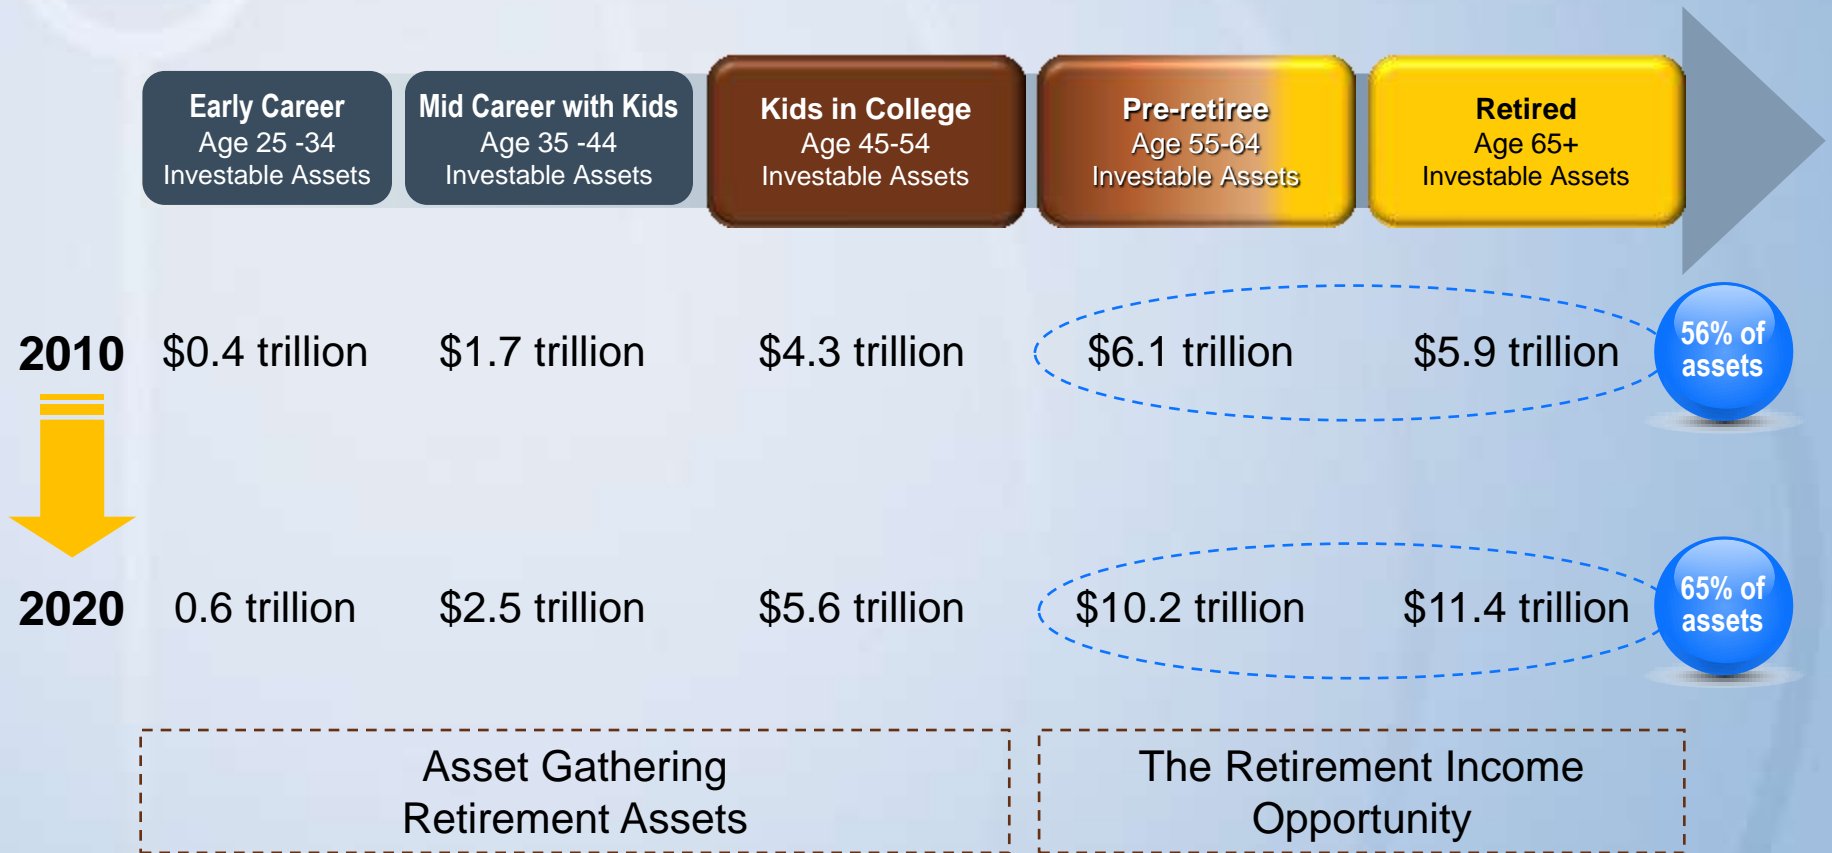 Early Career
Age 25 -34
Investable Assets
Mid Career with Kids
Age 35 -44
Investable Assets
Kids in College
Age 45-54
Investable Assets
Pre-retiree
Age 55-64
Investable Assets
Retired
Age 65+
Investable Assets
2010
$0.4 trillion
$1.7 trillion
$4.3 trillion
$6.1 trillion
$5.9 trillion
56% of
assets
2020
0.6 trillion
$2.5 trillion
$5.6 trillion
$10.2 trillion
$11.4 trillion
65% of
assets
Asset Gathering
Retirement Assets
The Retirement Income
Opportunity